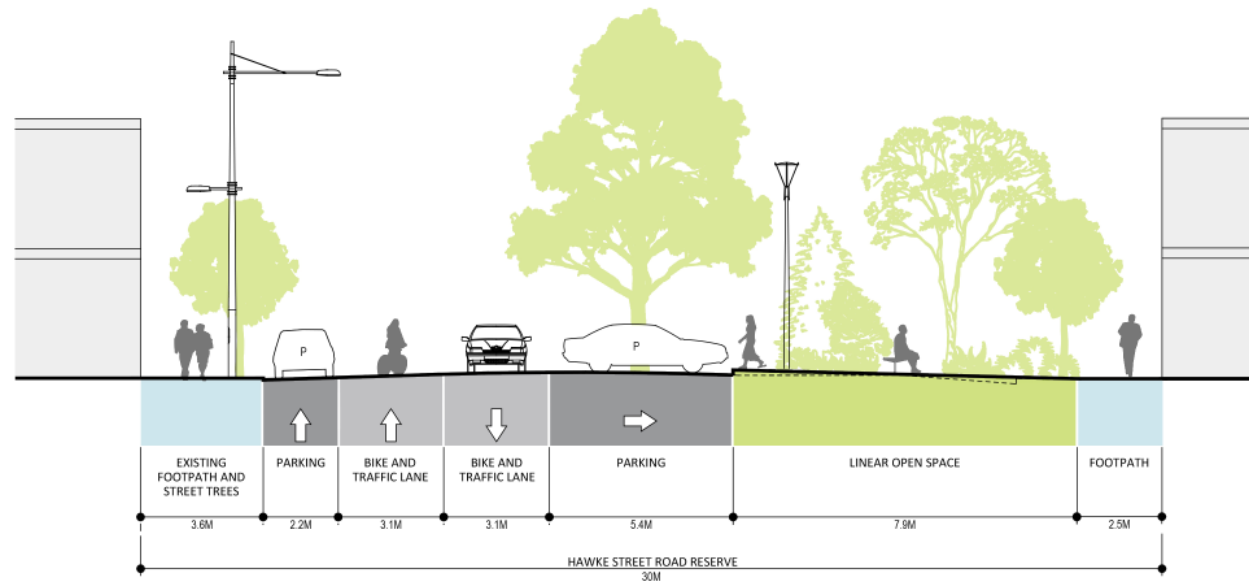 P
P
EXISTING
FOOTPATH AND
STREET TREES
PARKING
BIKE AND
TRAFFIC LANE
BIKE AND
TRAFFIC LANE
PARKING
LINEAR OPEN SPACE
FOOTPATH
3.6M
2.2M
3.1M
3.1M
5.4M
7.9M
2.5M
HAWKE STREET ROAD RESERVE
30M